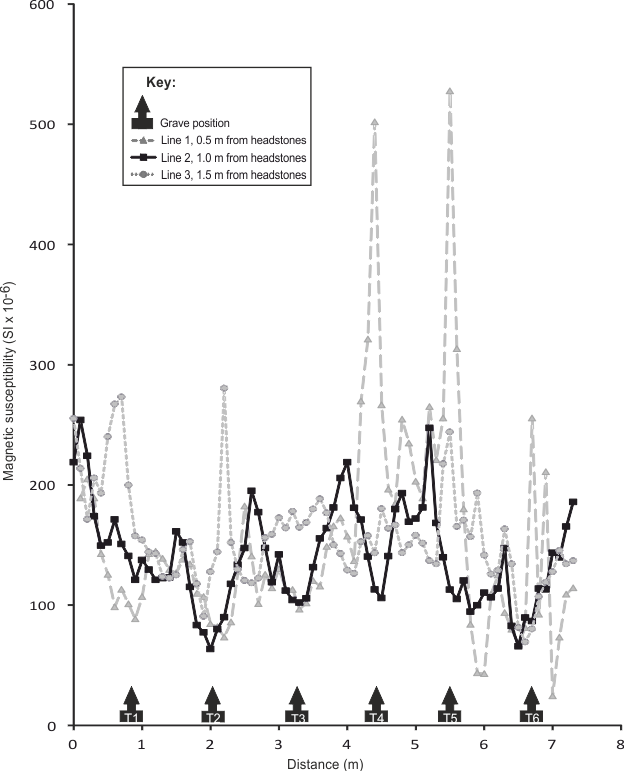 600
500
400
300
200
100
0
Magnetic susceptibility (SI x 10-6)
Key:
Grave position
Line 1, 0.5 m from headstones
Line 2, 1.0 m from headstones
Line 3, 1.5 m from headstones
T1 T2 T3 T4 T5 T6
0 1 2 3 4 5 6 7 8
Distance (m)